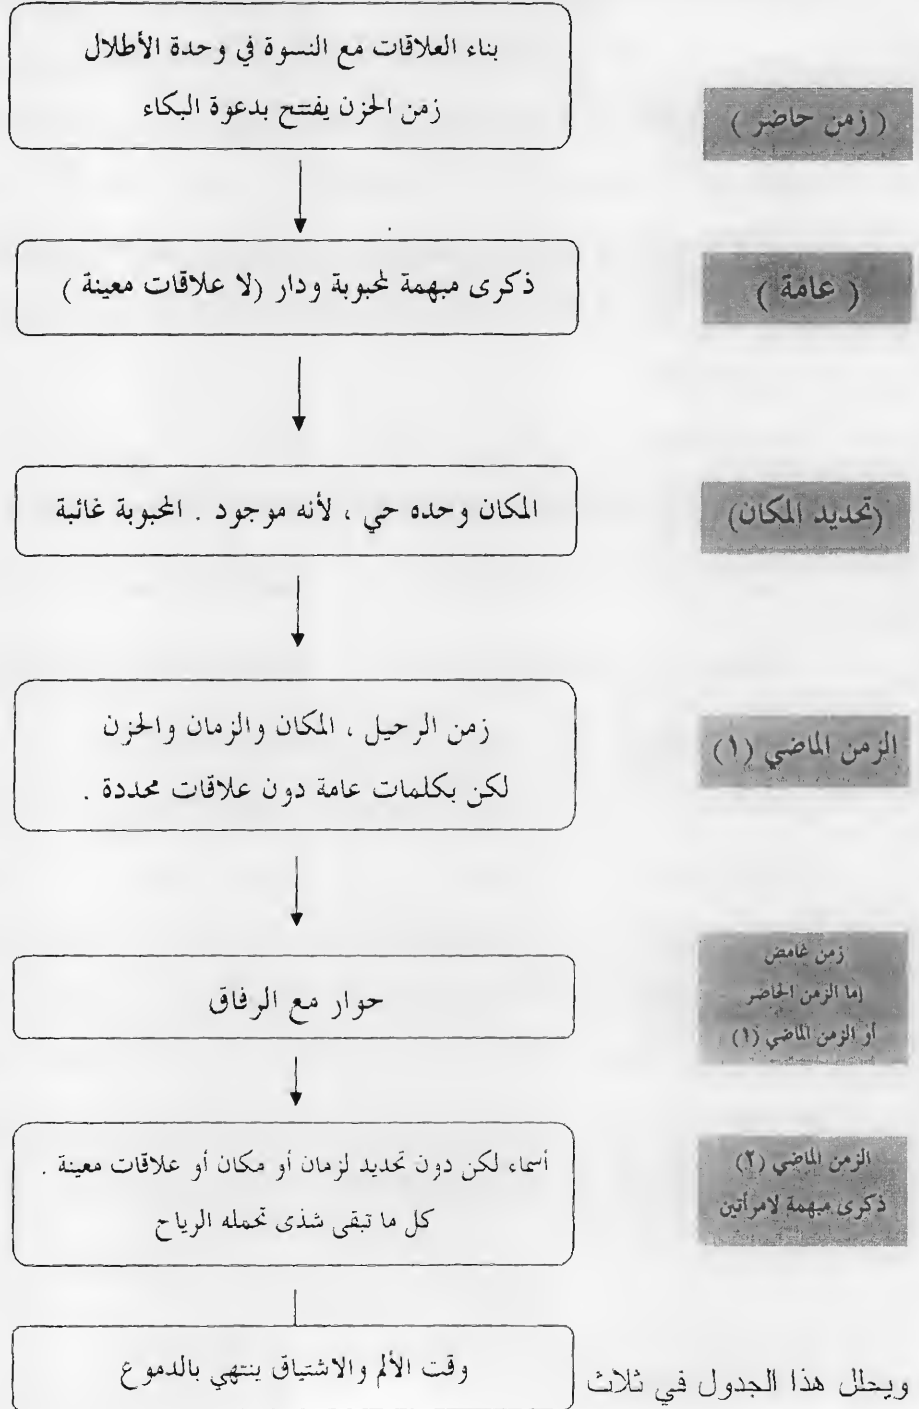 بناء العلاقات مع النسوة في وحدة الأطلال
زمن الحزن يفتتح بدعوة البكاء
( زمن حاضر )
ذكرى مبهمة لمحبوبة ودار (لا علاقات معينة )
( عامة )
المكان وحده حي ، لأنه موجود . المحبوبة غائبة
(تحديد المكان)
زمن الرحيل ، المكان والزمان والحزن
لكن بكلمات عامة دون علاقات محددة .
الزمن الماضي (١)
حوار مع الرفاق
زمن غامض
إما الزمن الحاضر
أو الزمن الماضي (١)
أسماء لكن دون تحديد لزمان أو مكان أو علاقات معينة .
كل ما تبقى شذى تحمله الرياح
الزمن الماضي (٢)
ذكرى مبهمة لامرأتين
وقت الألم والاشتياق ينتهي بالدموع
ويحلل هذا الجدول في ثلاث